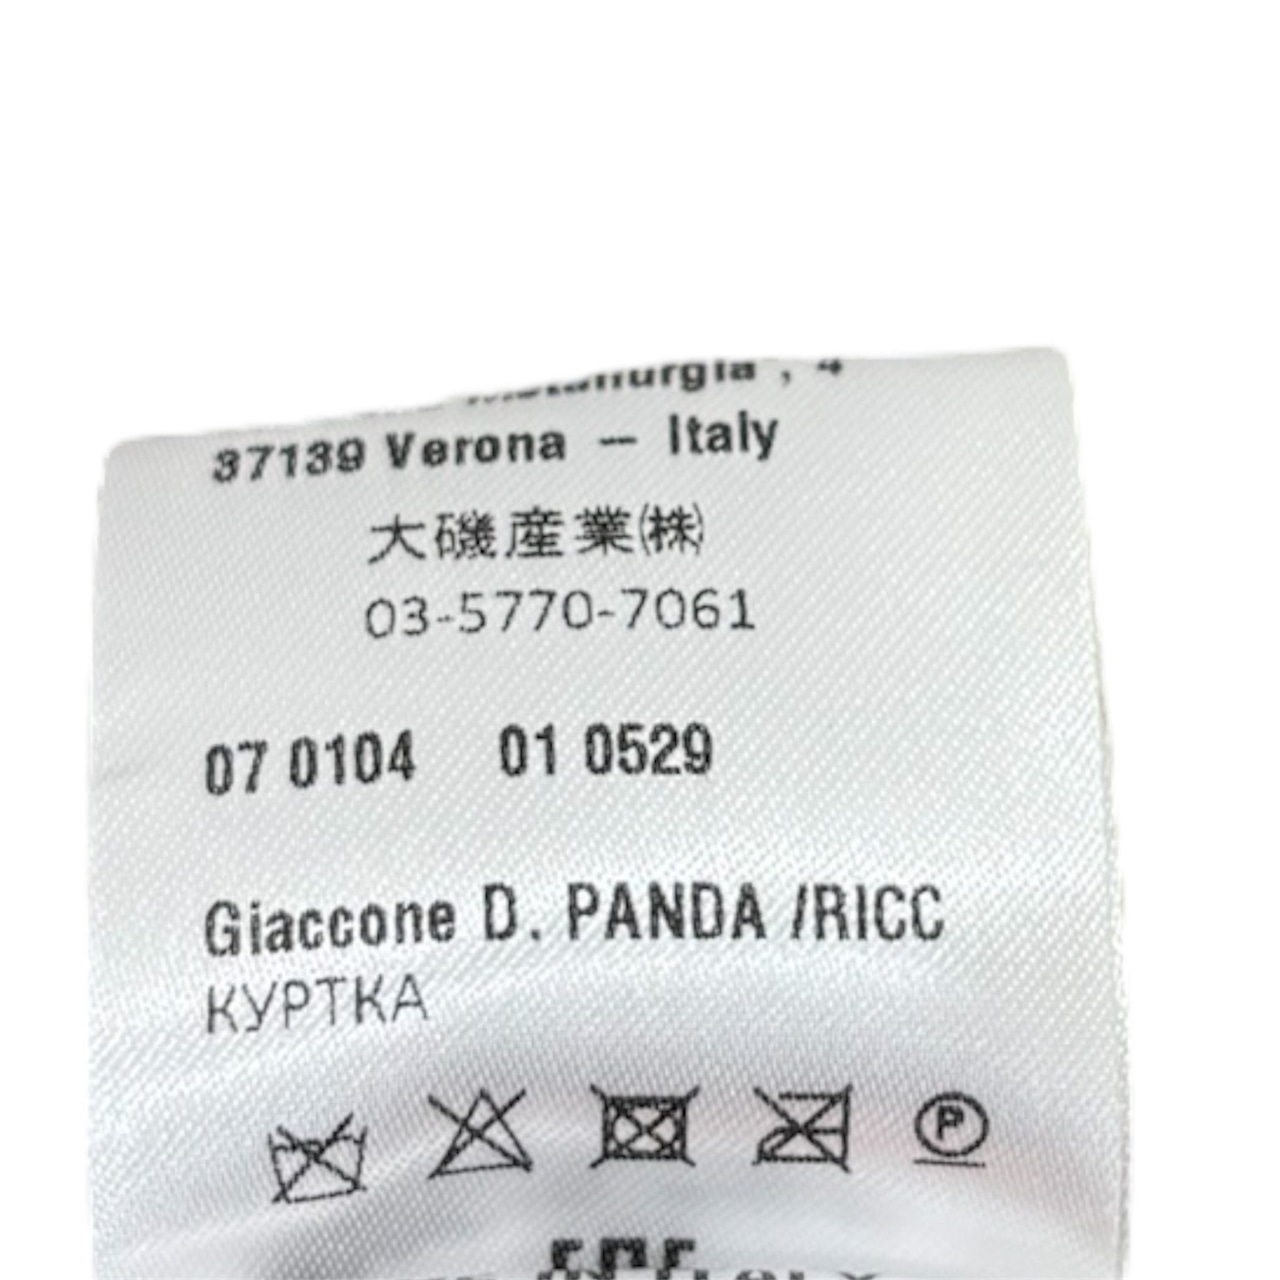 37139 Verona – Italy
大磯産業㈱
03-5770-7061
07 0104 01 0529
Giaccone D. PANDA /RICC
КУРТКА
P